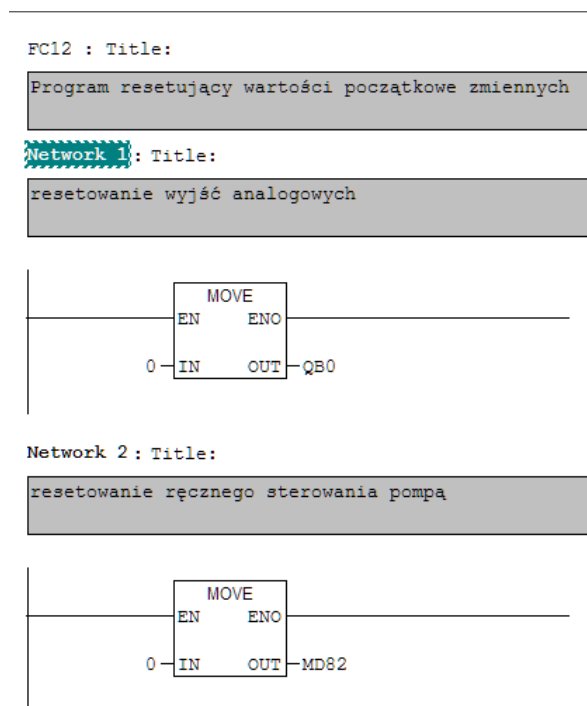 FC12 : Title:
Program resetujący wartości początkowe zmiennych
Network 1: Title:
resetowanie wyjść analogowych
MOVE
EN ENO
0 IN OUT QB0
Network 2 : Title:
resetowanie ręcznego sterowania pompą
MOVE
EN ENO
0 IN OUT MD82